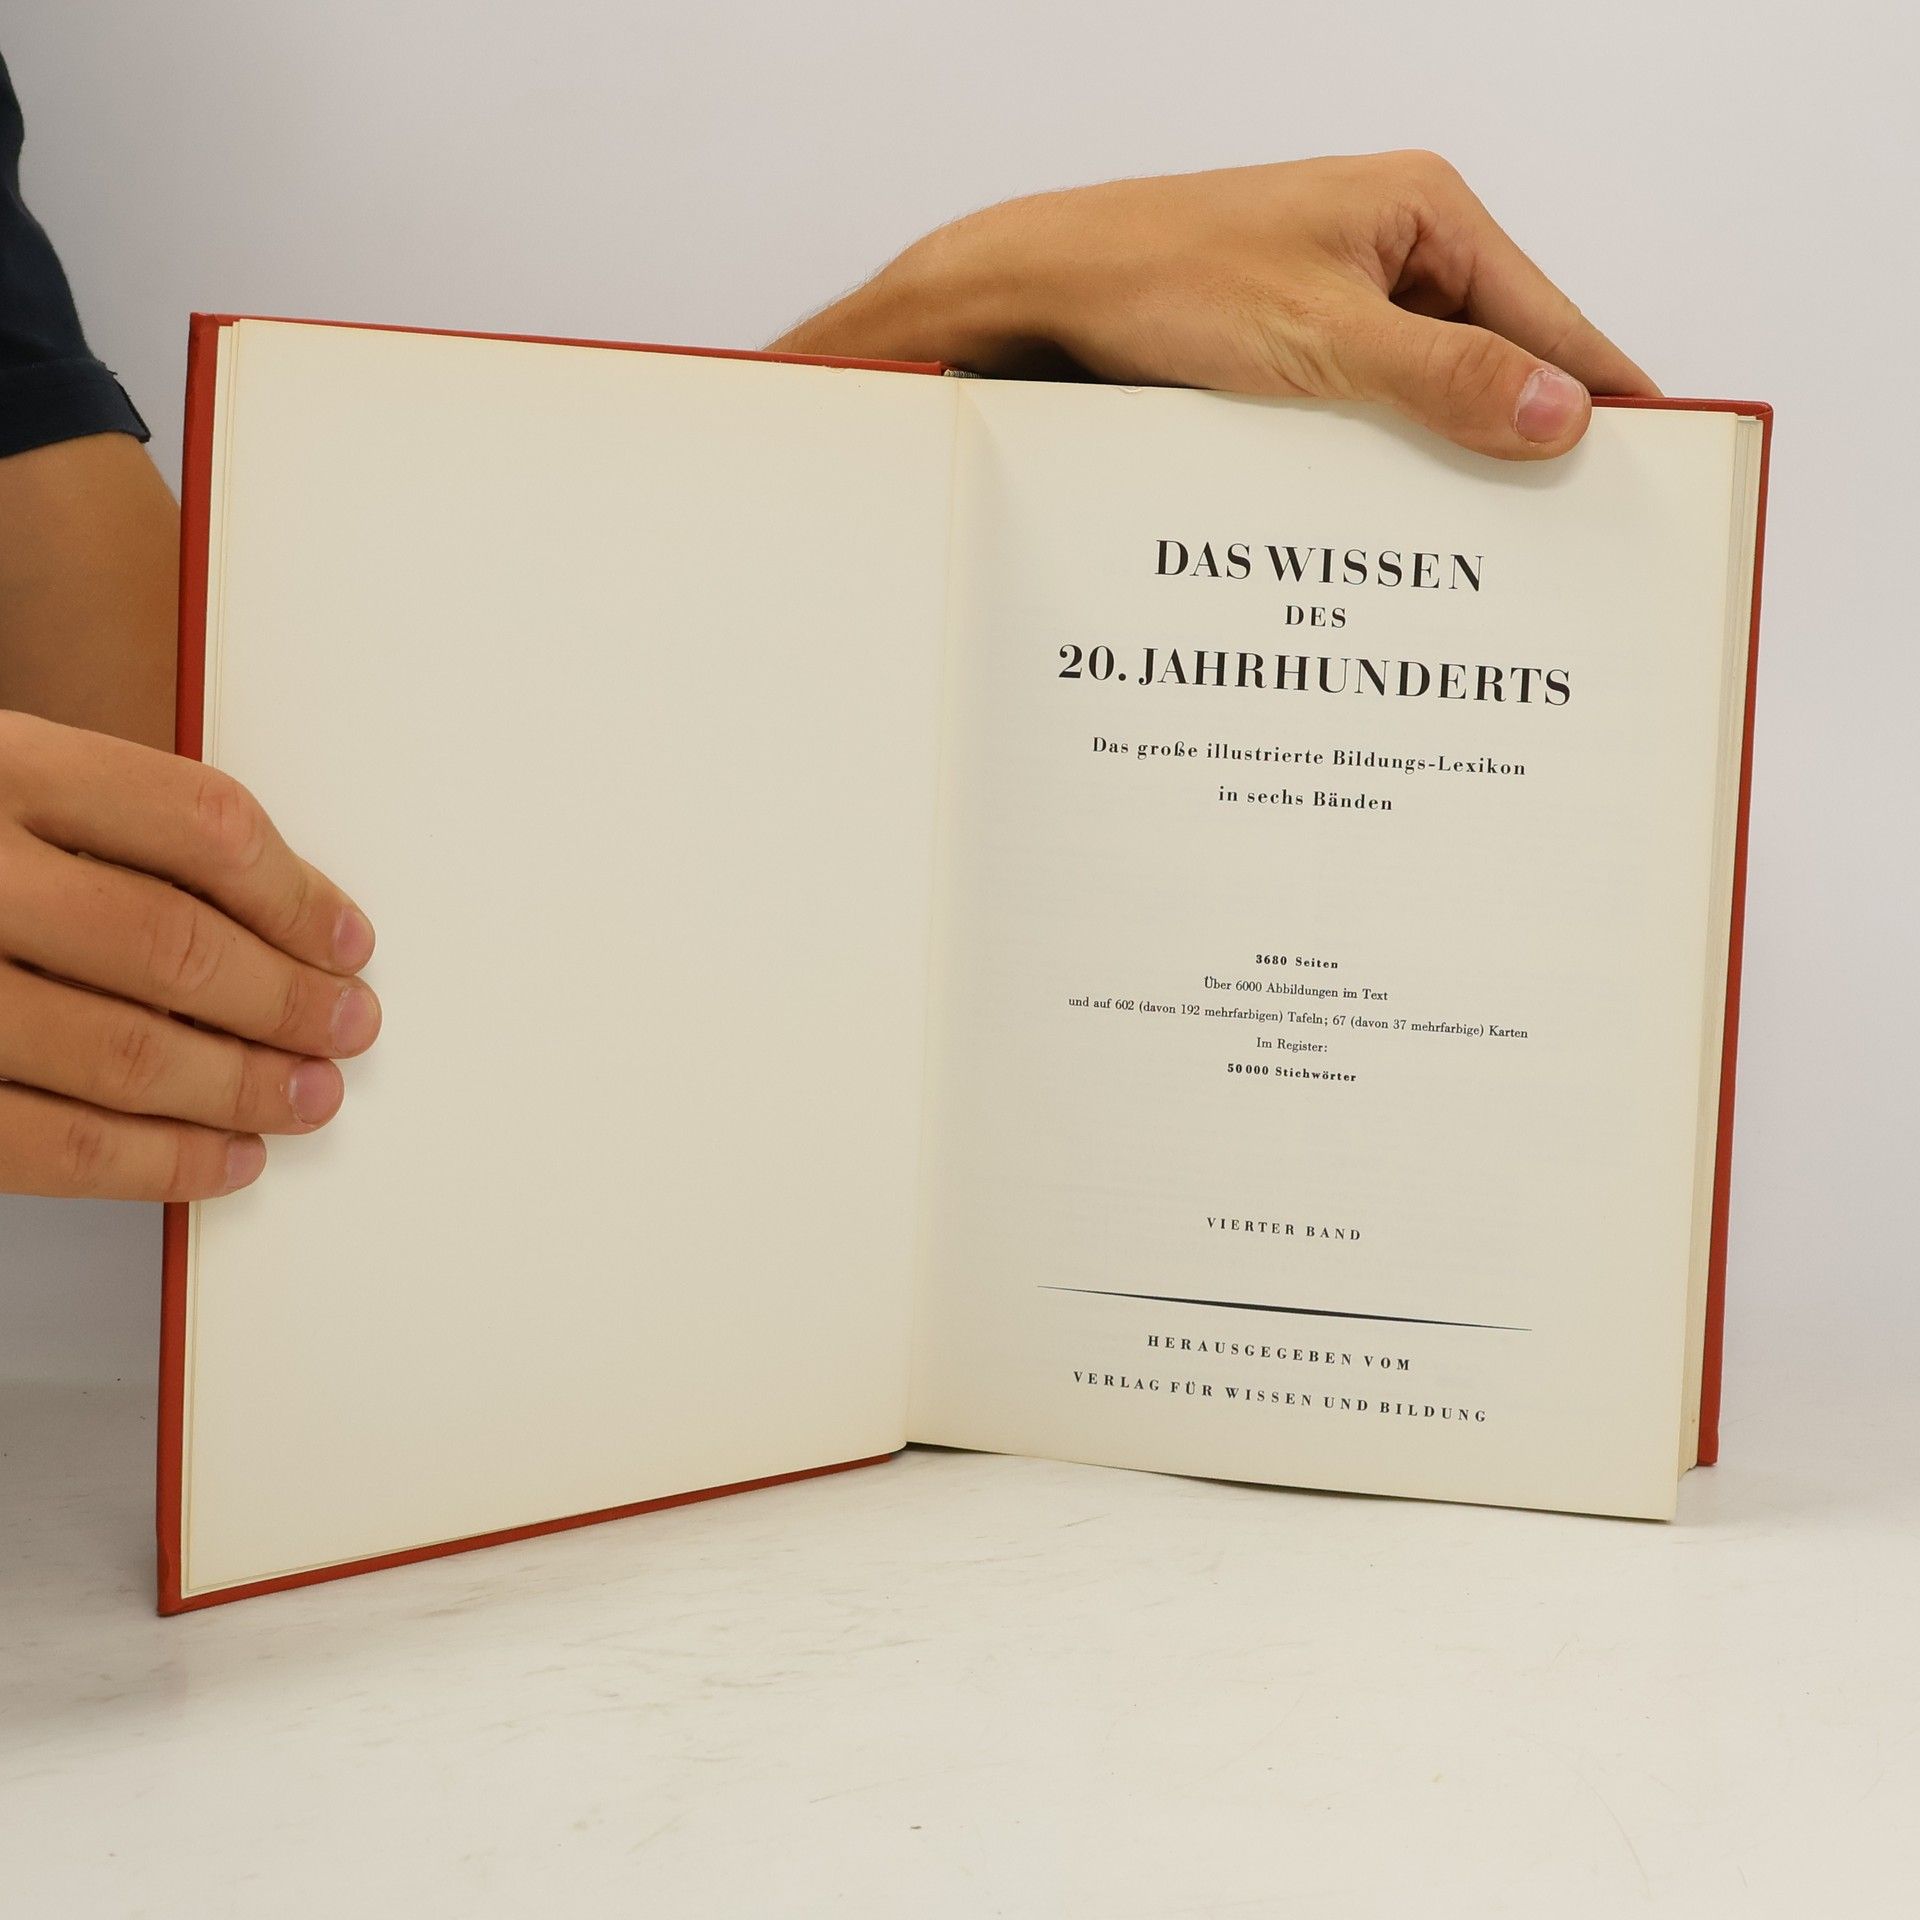 DAS WISSEN
DES
20. JAHRHUNDERTS
Das große illustrierte Bildungs-Lexikon
in sechs Bänden
3680 Seiten
Über 6000 Abbildungen im Text
und auf 602 (davon 192 mehrfarbigen) Tafeln; 67 (davon 37 mehrfarbige) Karten
Im Register:
50000 Stichwörter
VIERTER BAND
HERAUSGEGEBEN VOM
VERLAG FÜR WISSEN UND BILDUNG